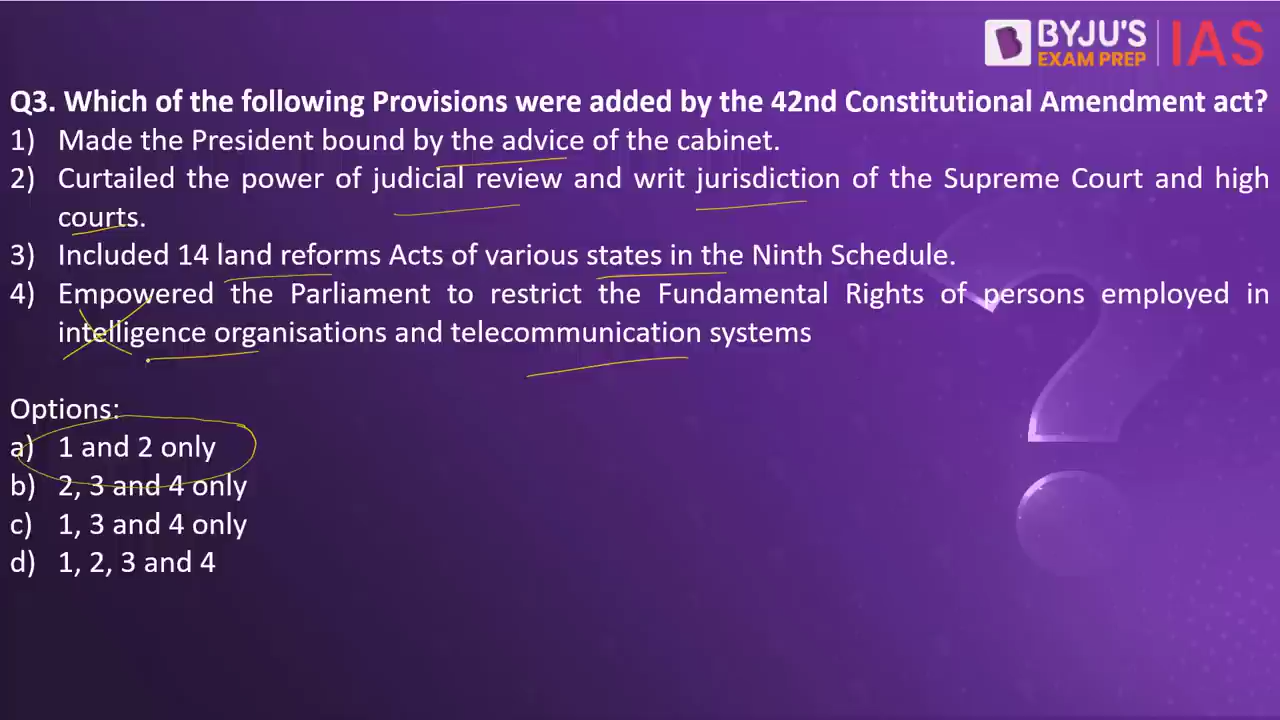 BYJU'S
EXAM PREP
IAS
Q3. Which of the following Provisions were added by the 42nd Constitutional Amendment act?
1) Made the President bound by the advice of the cabinet.
2) Curtailed the power of judicial review and writ jurisdiction of the Supreme Court and high
courts.
3) Included 14 land reforms Acts of various states in the Ninth Schedule.
4) Empowered the Parliament to restrict the Fundamental Rights of persons employed in
intelligence organisations and telecommunication systems
Options:
a) 1 and 2 only
b) 2, 3 and 4 only
c) 1, 3 and 4 only
d) 1, 2, 3 and 4